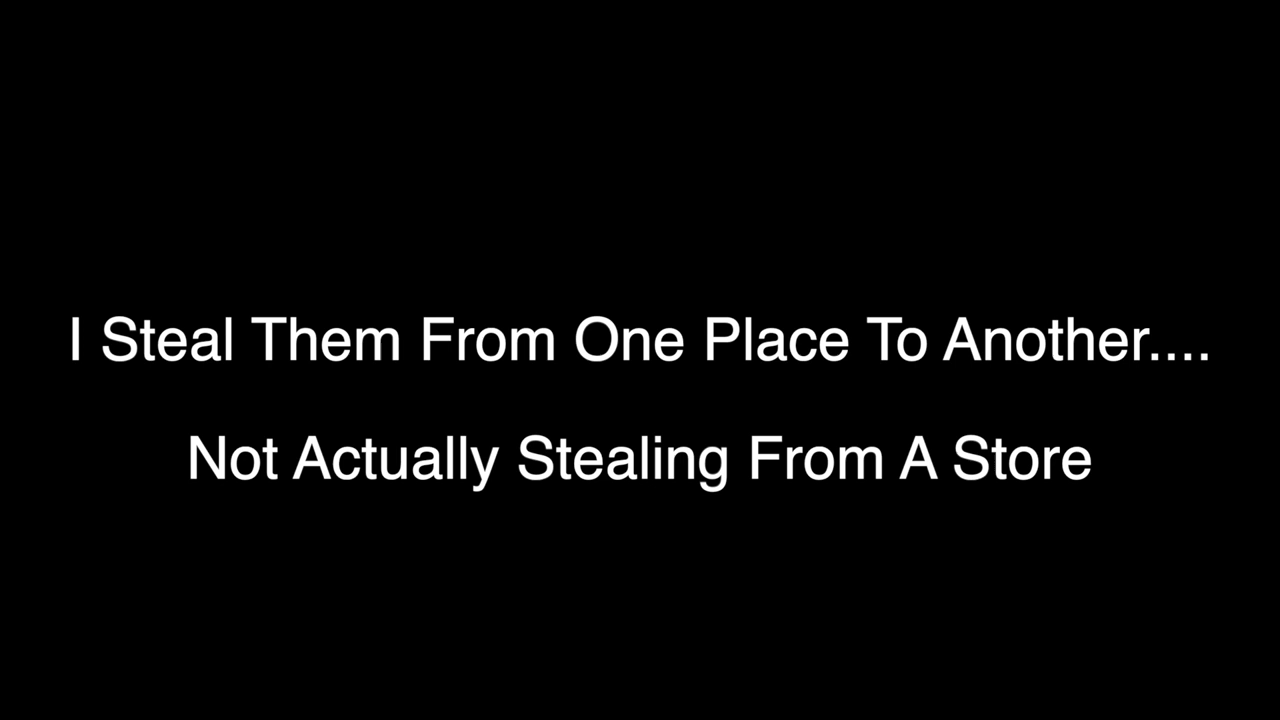 I Steal Them From One Place To Another....
Not Actually Stealing From A Store